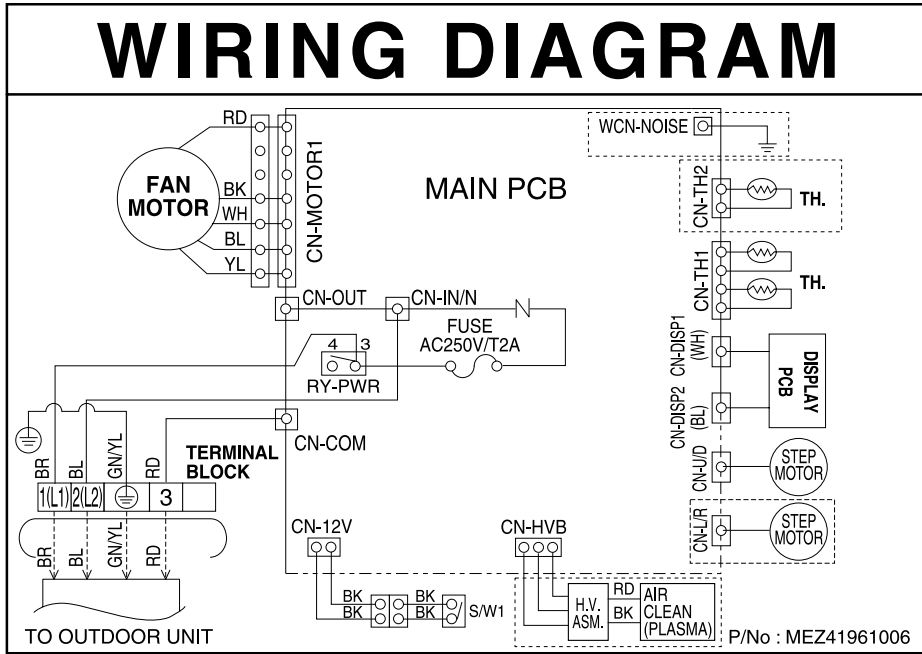 WIRING DIAGRAM
RD
BK
WH
BL
YL
FAN
MOTOR
CN-MOTOR1
MAIN PCB
WCN-NOISE
CN-TH2
TH.
CN-TH1
TH.
CN-OUT
CN-IN/N
N
FUSE
AC250V/T2A
4 3
RY-PWR
CN-DISP1
(WH)
DISPLAY
PCB
CN-DISP2
(BL)
CN-COM
CN-U/D
STEP
MOTOR
CN-L/R
STEP
MOTOR
BR
BL
GN/YL
RD
TERMINAL
BLOCK
1(L1)
2(L2)
3
BR
BL
GN/YL
RD
TO OUTDOOR UNIT
CN-12V
BK
BK
BK
BK
S/W1
CN-HVB
H.V.
ASM.
RD
BK
AIR
CLEAN
(PLASMA)
P/No : MEZ41961006